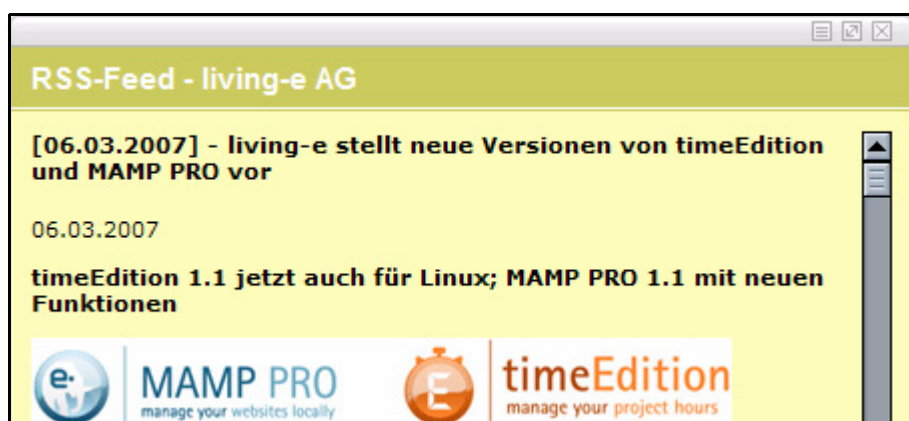 RSS-Feed - living-e AG
[06.03.2007] - living-e stellt neue Versionen von timeEdition
und MAMP PRO vor
06.03.2007
timeEdition 1.1 jetzt auch für Linux; MAMP PRO 1.1 mit neuen
Funktionen
e·
MAMP PRO
manage your websites locally
E
timeEdition
manage your project hours